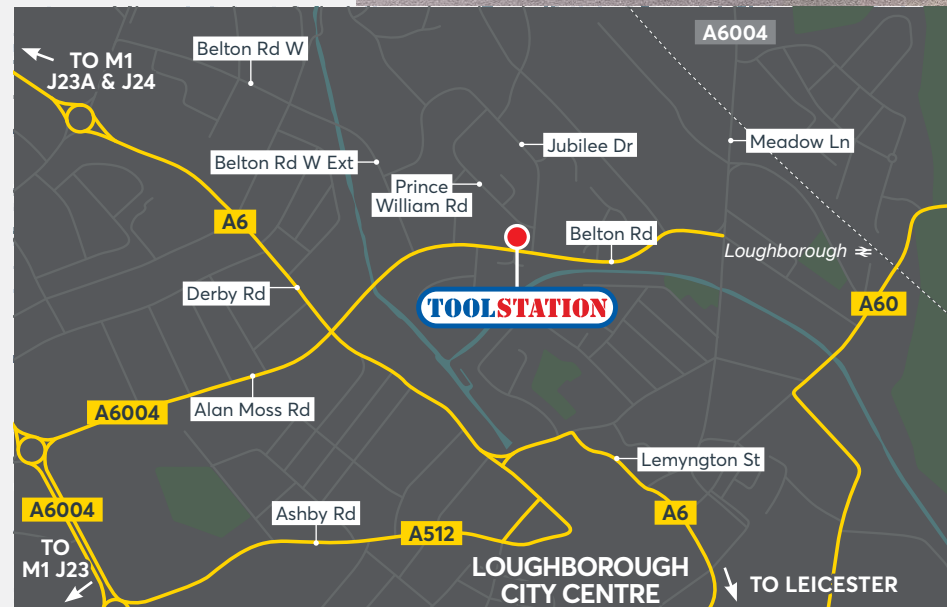 A6004
Belton Rd W
TO M1
J23A & J24
Jubilee Dr
Meadow Ln
Belton Rd W Ext
Prince
William Rd
A6
Belton Rd
Loughborough
Derby Rd
TOOLSTATION
A60
A6004
Alan Moss Rd
Lemyngton St
A6004
Ashby Rd
A512
A6
TO
M1 J23
LOUGHBOROUGH
CITY CENTRE
TO LEICESTER